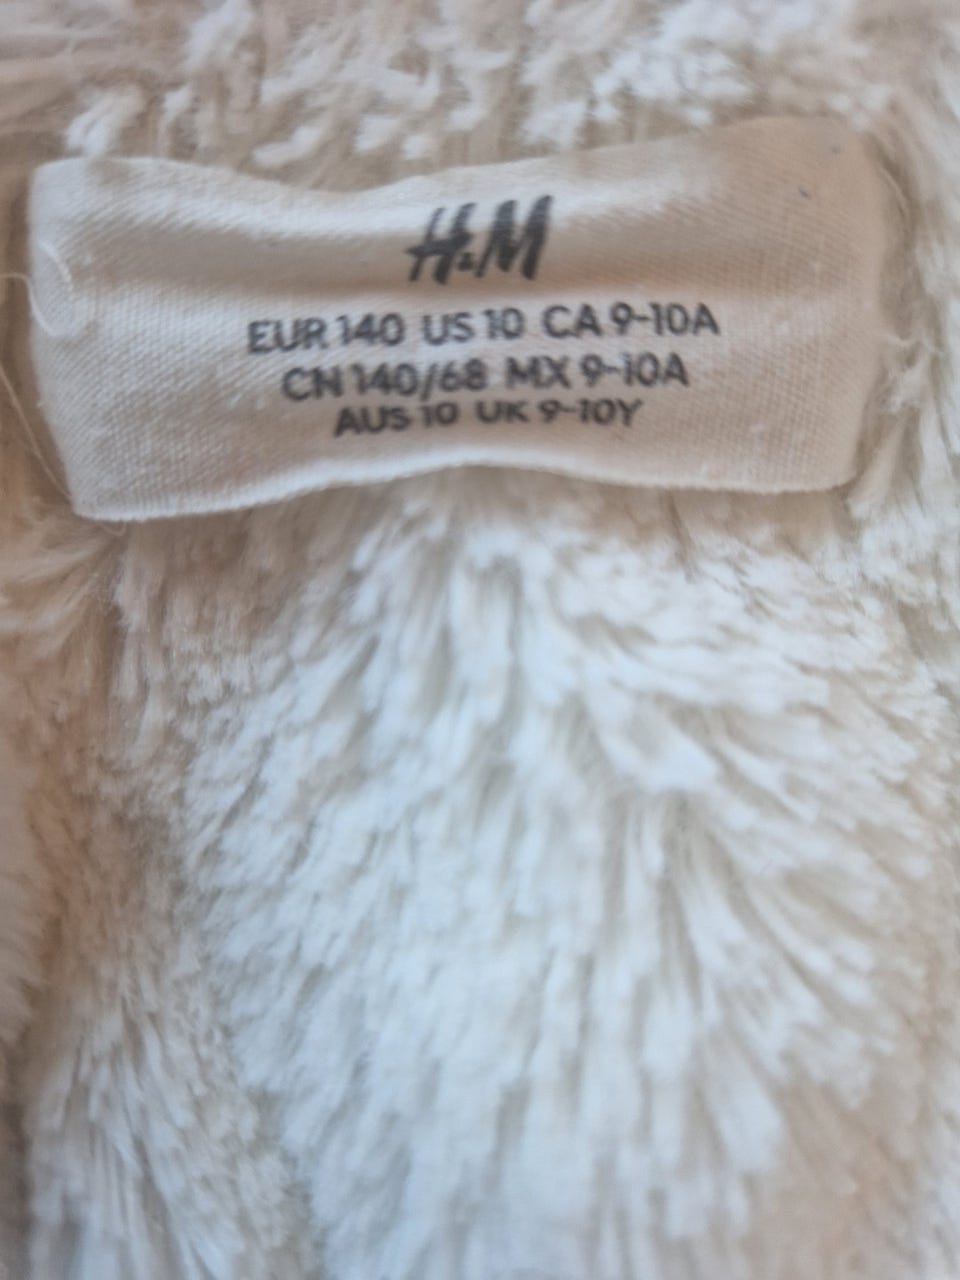 H&M
EUR 140 US 10 CA 9-10A
CN 140/68 MX 9-10A
AUS 10 UK 9-10Y